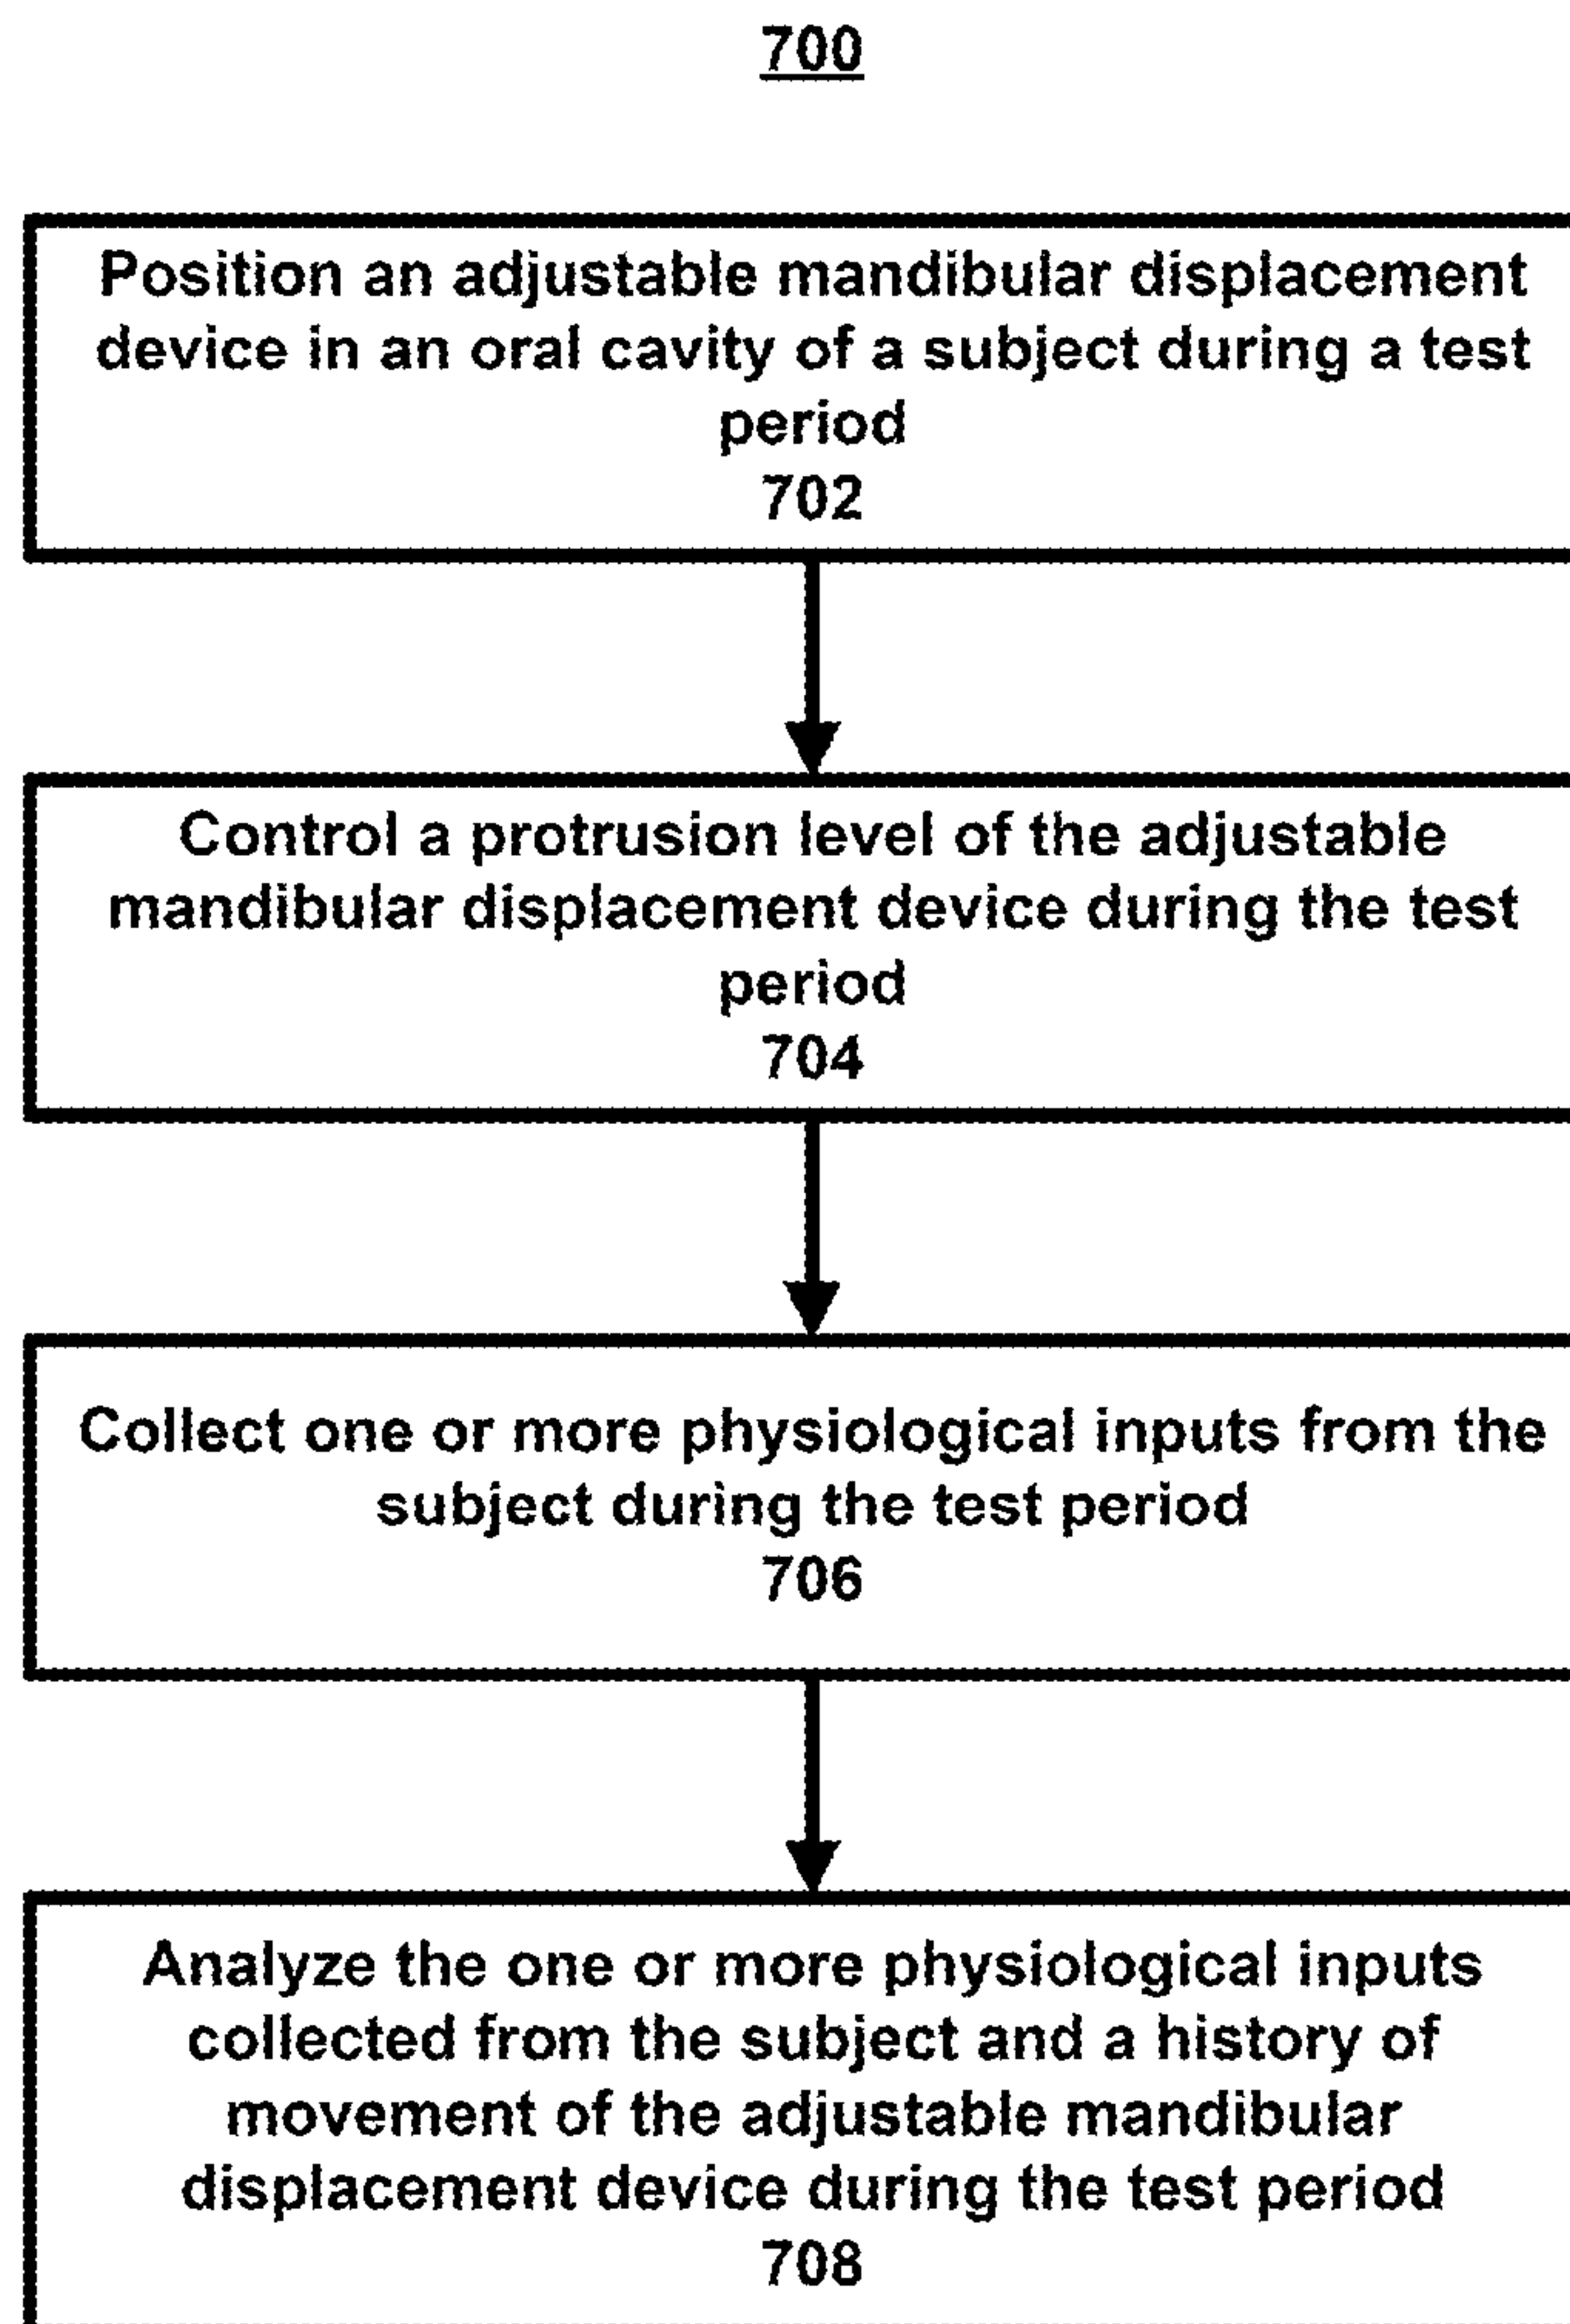 700
Position an adjustable mandibular displacement
device in an oral cavity of a subject during a test
period
702
Control a protrusion level of the adjustable
mandibular displacement device during the test
period
704
Collect one or more physiological inputs from the
subject during the test period
706
Analyze the one or more physiological inputs
collected from the subject and a history of
movement of the adjustable mandibular
displacement device during the test period
708